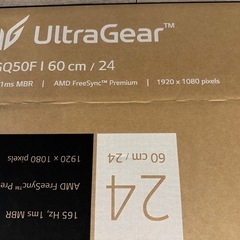 UltraGear™
GQ50F | 60 cm / 24
1ms MBR | AMD FreeSync™ Premium | 1920 x 1080 pixels
60 cm / 24
24
1920 x 1080 pixels
AMD FreeSync™ Pre
165 Hz, 1ms MBR